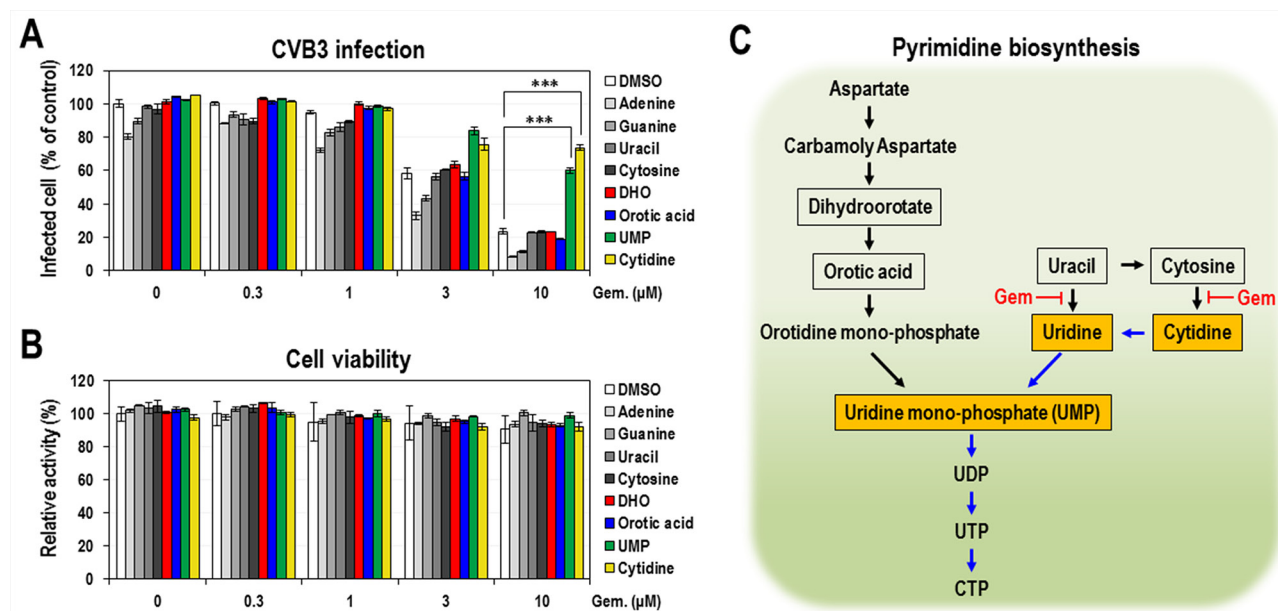 A
CVB3 infection
Infected cell (% of control)
120
100
80
60
40
20
0
0
0.3
1
3
10
Gem. (µM)
***
***
DMSO
Adenine
Guanine
Uracil
Cytosine
DHO
Orotic acid
UMP
Cytidine
B
Cell viability
Relative activity (%)
120
100
80
60
40
20
0
0
0.3
1
3
10
Gem. (µM)
DMSO
Adenine
Guanine
Uracil
Cytosine
DHO
Orotic acid
UMP
Cytidine
C
Pyrimidine biosynthesis
Aspartate
Carbamoly Aspartate
Dihydroorotate
Orotic acid
Orotidine mono-phosphate
Uracil
Cytosine
Gem
Gem
Uridine
Cytidine
Uridine mono-phosphate (UMP)
UDP
UTP
CTP